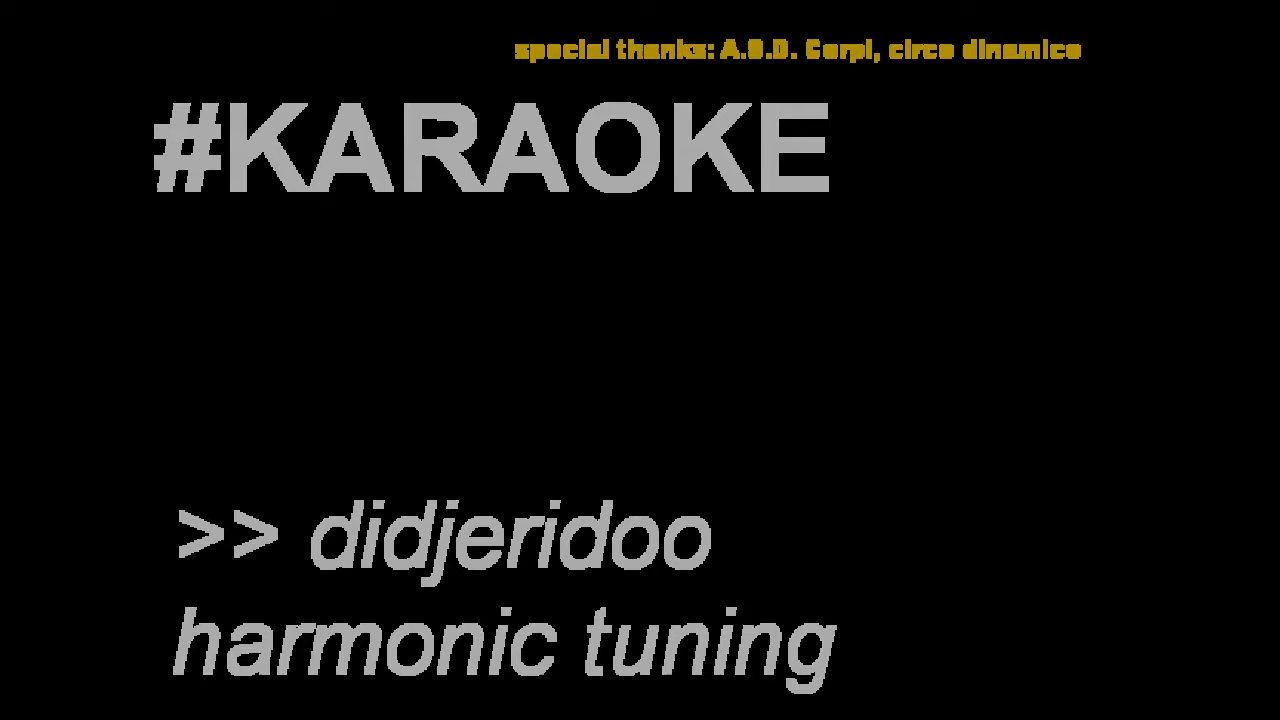 special thanks: A.S.D. Corpi, circo dinamico
#KARAOKE
>> didjeridoo
harmonic tuning